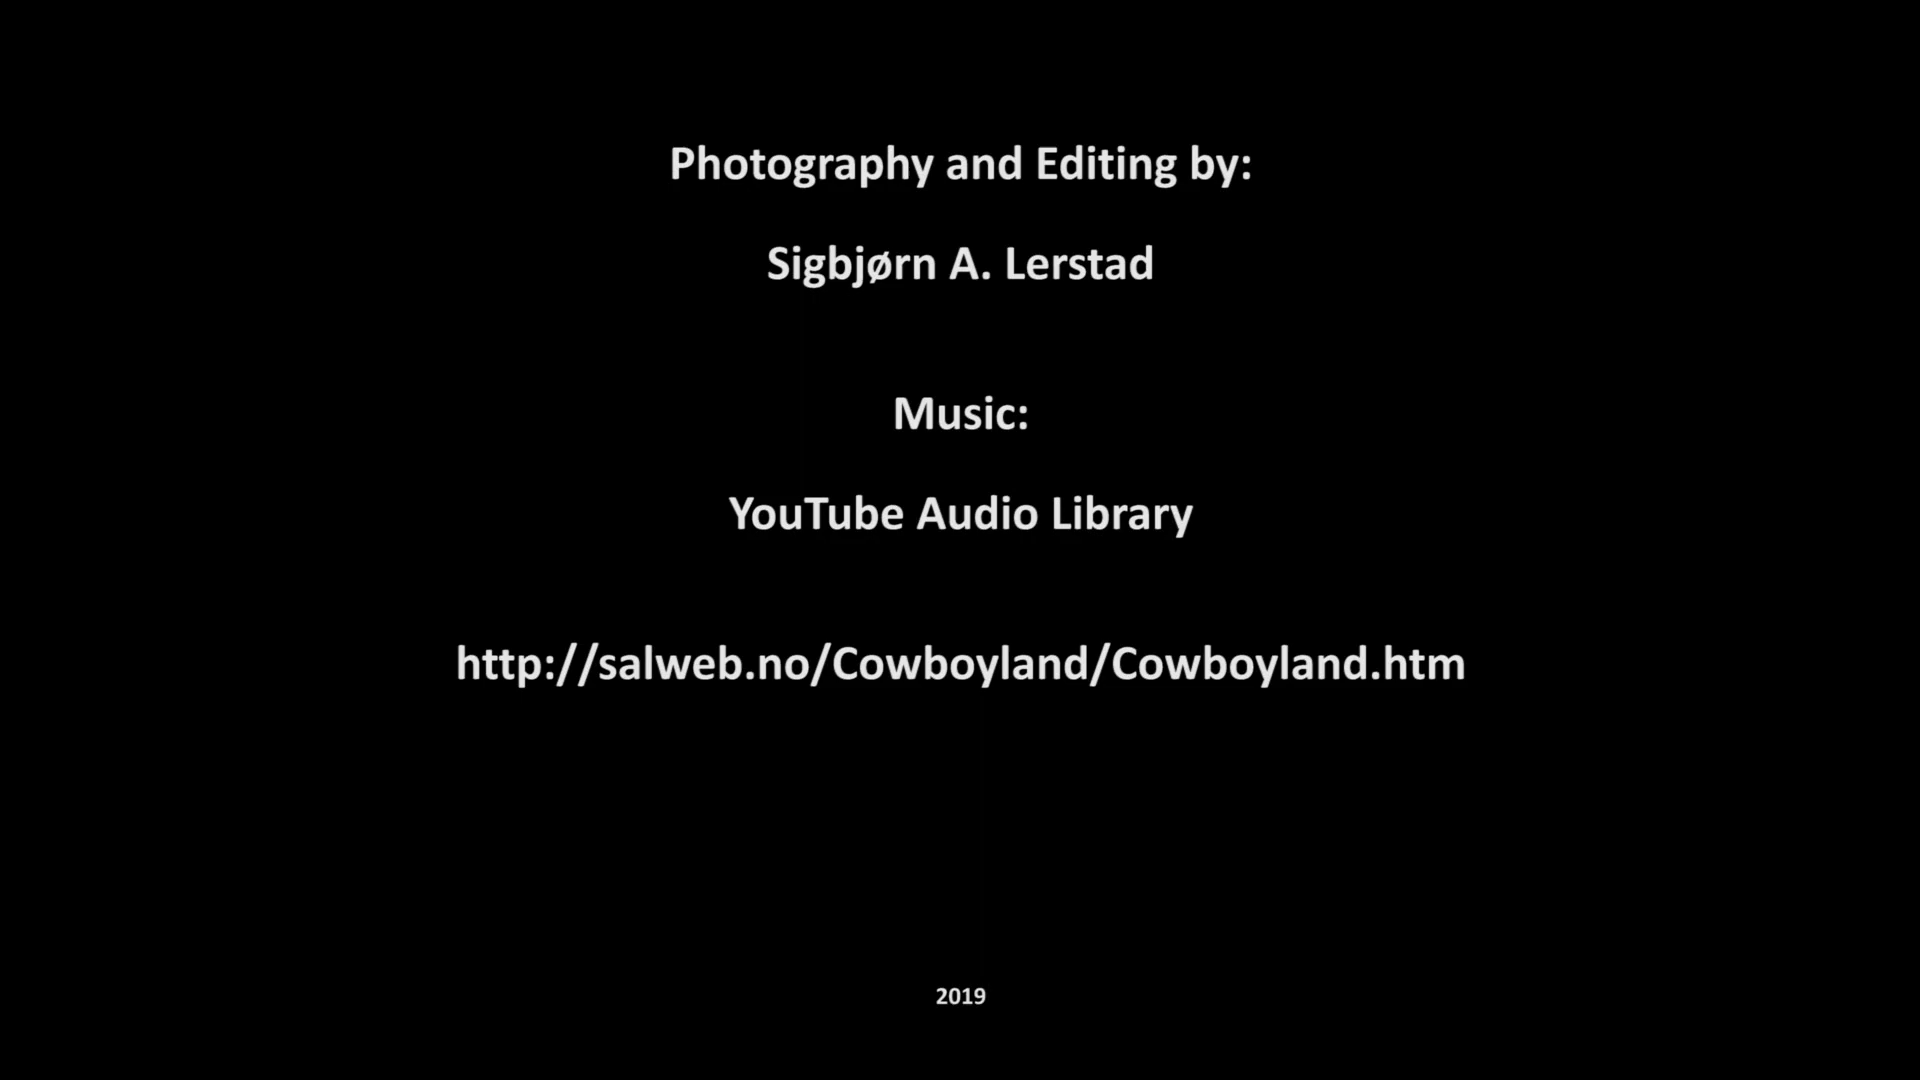 Photography and Editing by:
Sigbjørn A. Lerstad
Music:
YouTube Audio Library
http://salweb.no/Cowboyland/Cowboyland.htm
2019